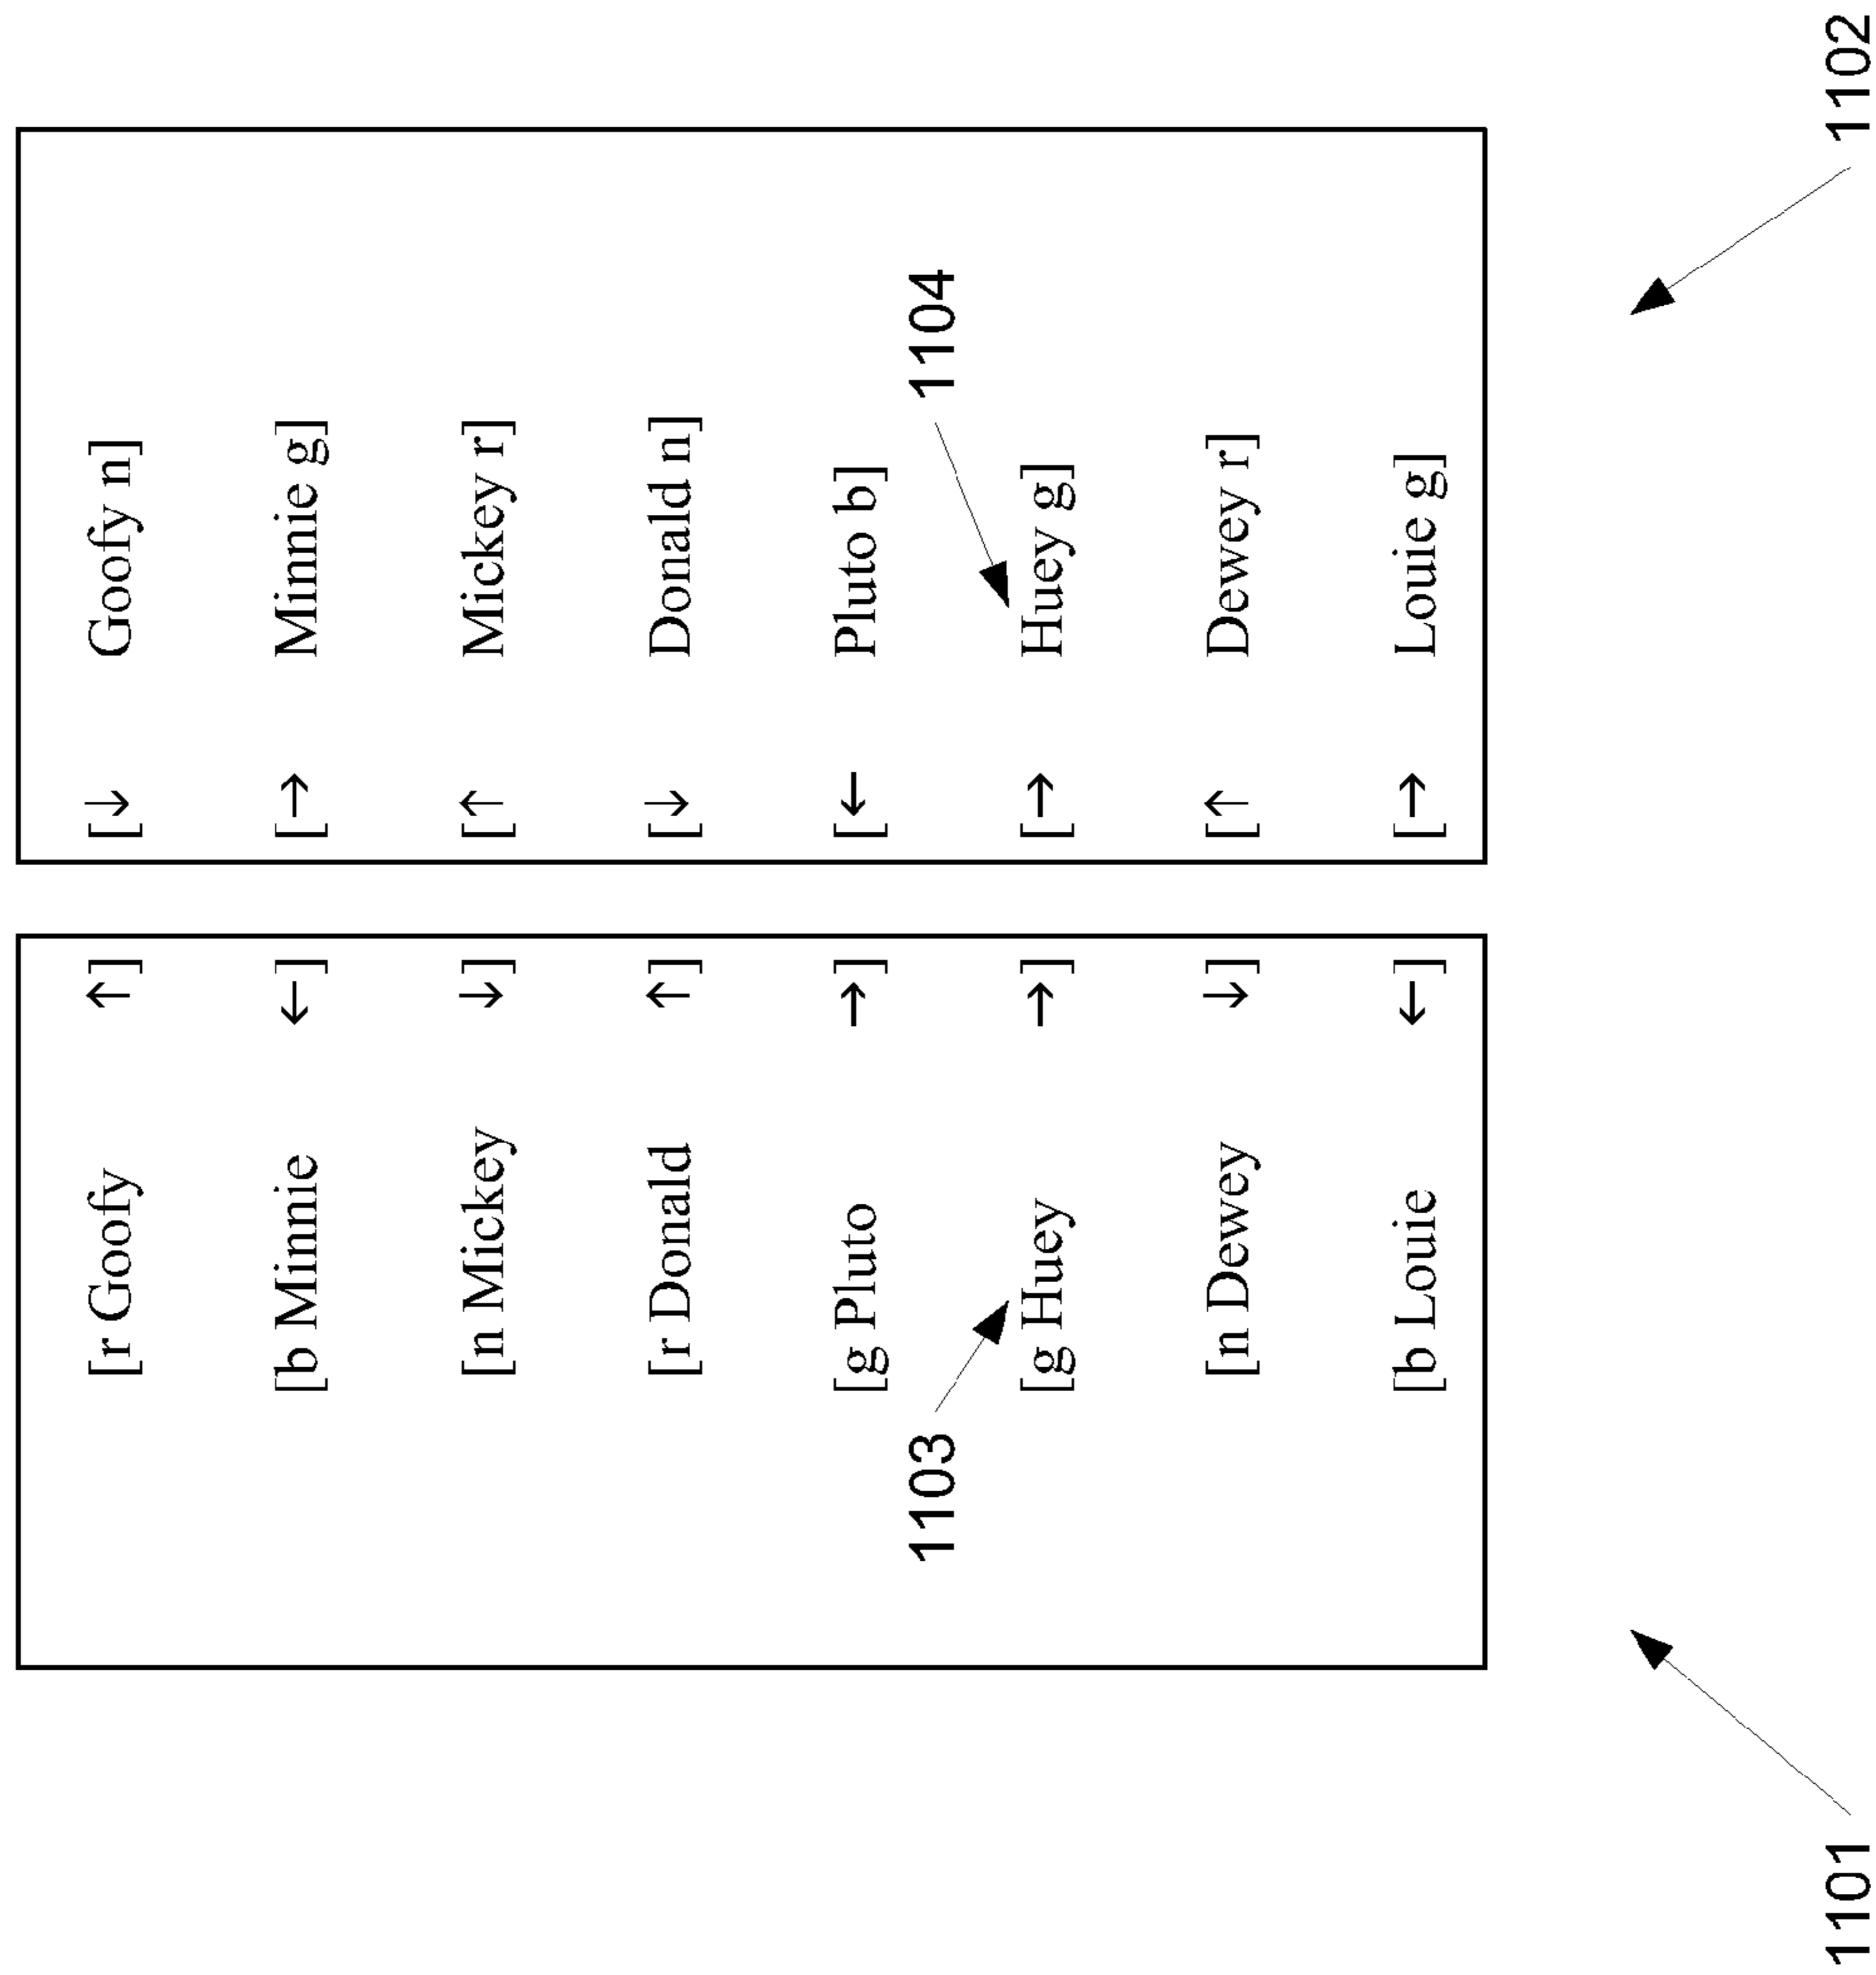 [r Goofy ↑] [↓ Goofy n]
[b Minnie ←] [→ Minnie g]
[n Mickey ↓] [↑ Mickey r]
[r Donald ↑] [↓ Donald n]
[g Pluto →] [← Pluto b]
1103 1104
[g Huey →] [→ Huey g]
[n Dewey ↓] [↑ Dewey r]
[b Louie ←] [→ Louie g]
1101 1102